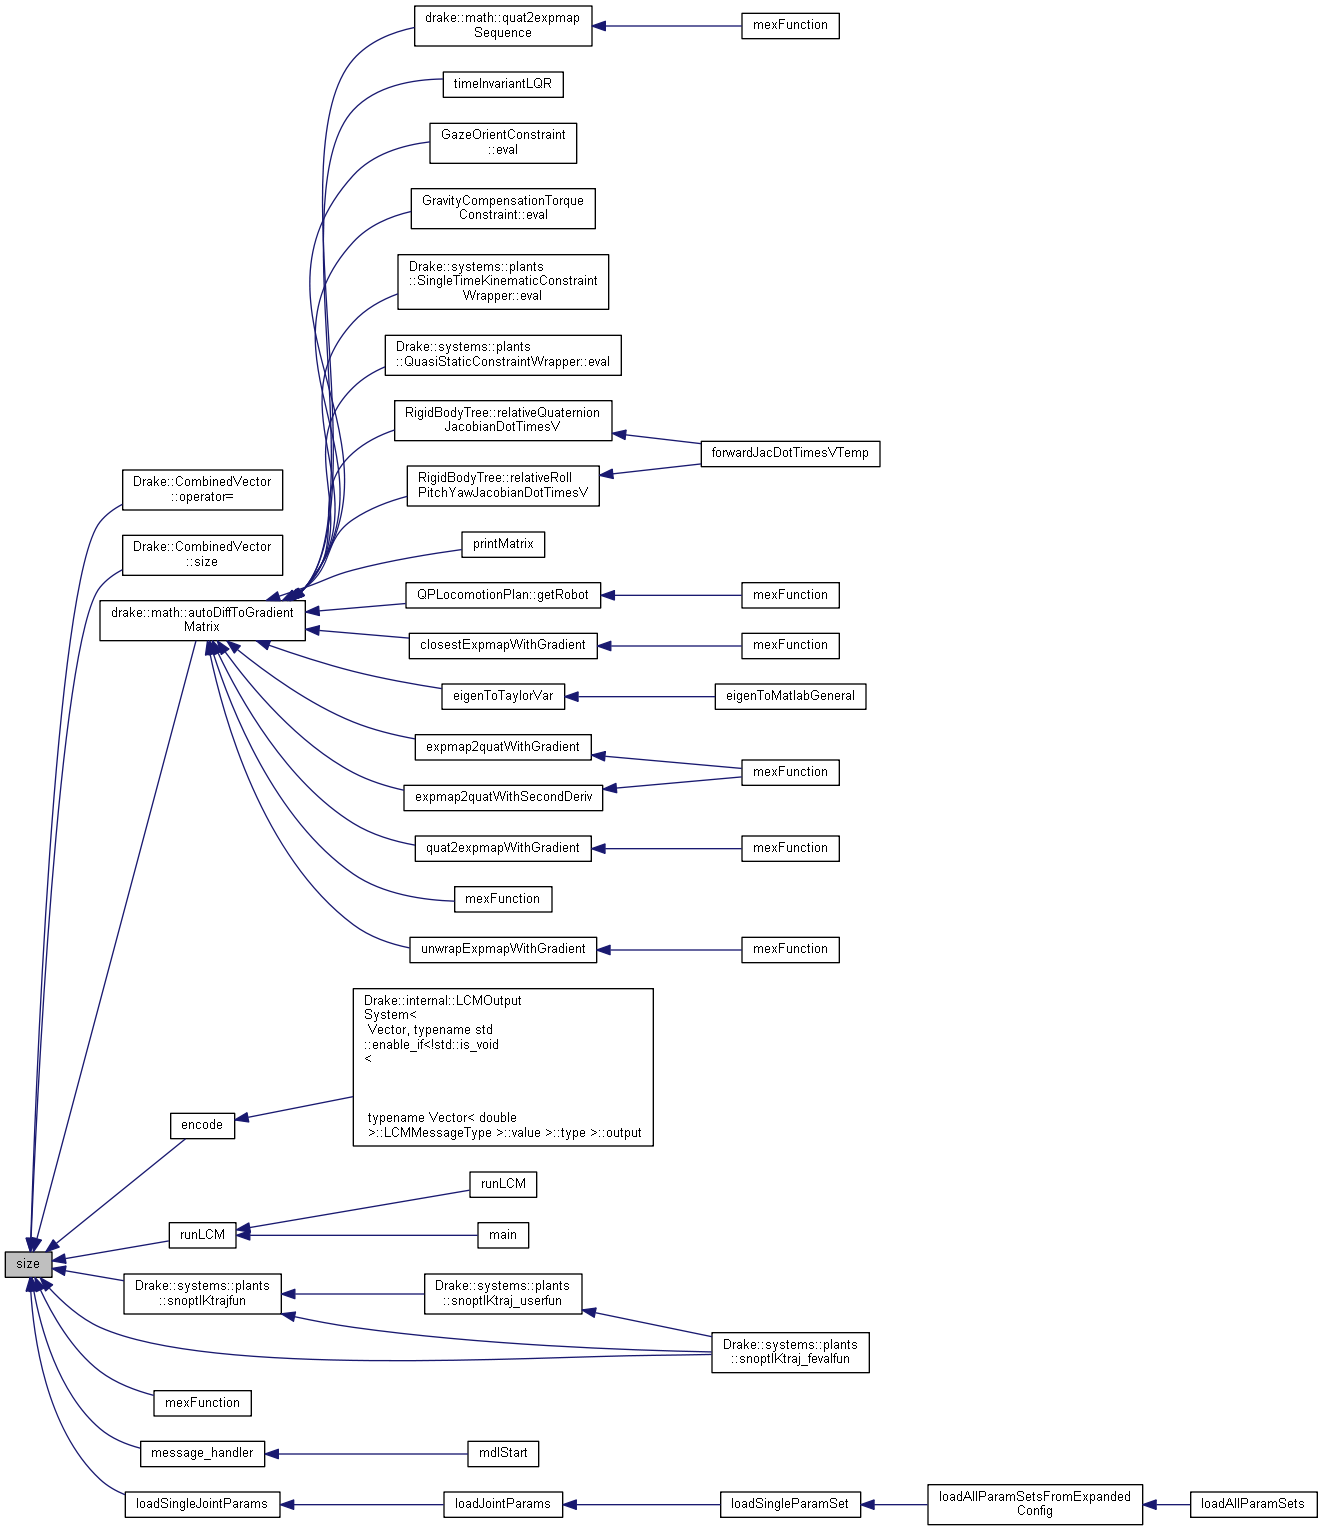 drake::math::quat2expmap
Sequence
mexFunction
timeInvariantLQR
GazeOrientConstraint
::eval
GravityCompensationTorque
Constraint::eval
Drake::systems::plants
::SingleTimeKinematicConstraint
Wrapper::eval
Drake::systems::plants
::QuasiStaticConstraintWrapper::eval
RigidBodyTree::relativeQuaternion
JacobianDotTimesV
forwardJacDotTimesVTemp
RigidBodyTree::relativeRoll
PitchYawJacobianDotTimesV
Drake::CombinedVector
::operator=
printMatrix
Drake::CombinedVector
::size
QPLocomotionPlan::getRobot
mexFunction
drake::math::autoDiffToGradient
Matrix
closestExpmapWithGradient
mexFunction
eigenToTaylorVar
eigenToMatlabGeneral
expmap2quatWithGradient
mexFunction
expmap2quatWithSecondDeriv
quat2expmapWithGradient
mexFunction
mexFunction
unwrapExpmapWithGradient
mexFunction
Drake::internal::LCMOutput
System<
Vector, typename std
::enable_if<!std::is_void
<
typename Vector< double
>::LCMMessageType >::value >::type >::output
encode
runLCM
runLCM
main
size
Drake::systems::plants
::snoptIKtrajfun
Drake::systems::plants
::snoptIKtraj_userfun
Drake::systems::plants
::snoptIKtraj_fevalfun
mexFunction
message_handler
mdlStart
loadSingleJointParams
loadJointParams
loadSingleParamSet
loadAllParamSetsFromExpanded
Config
loadAllParamSets